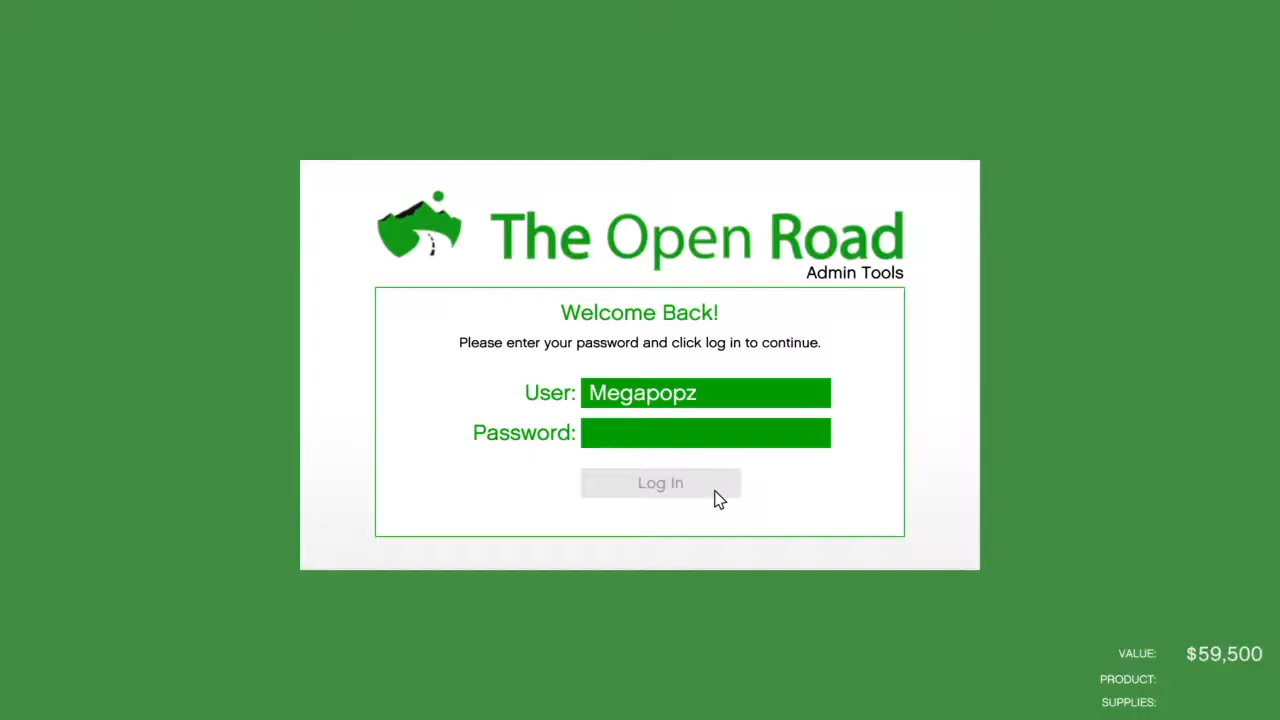 The Open Road
Admin Tools
Welcome Back!
Please enter your password and click log in to continue.
User: Megapopz
Password:
Log In
VALUE: $59,500
PRODUCT:
SUPPLIES: